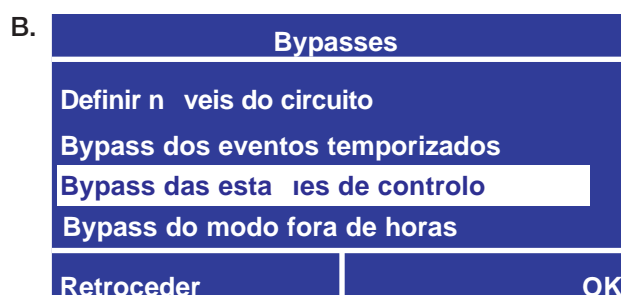 B.
Bypasses
Definir n veis do circuito
Bypass dos eventos temporizados
Bypass das esta ıes de controlo
Bypass do modo fora de horas
Retroceder OK